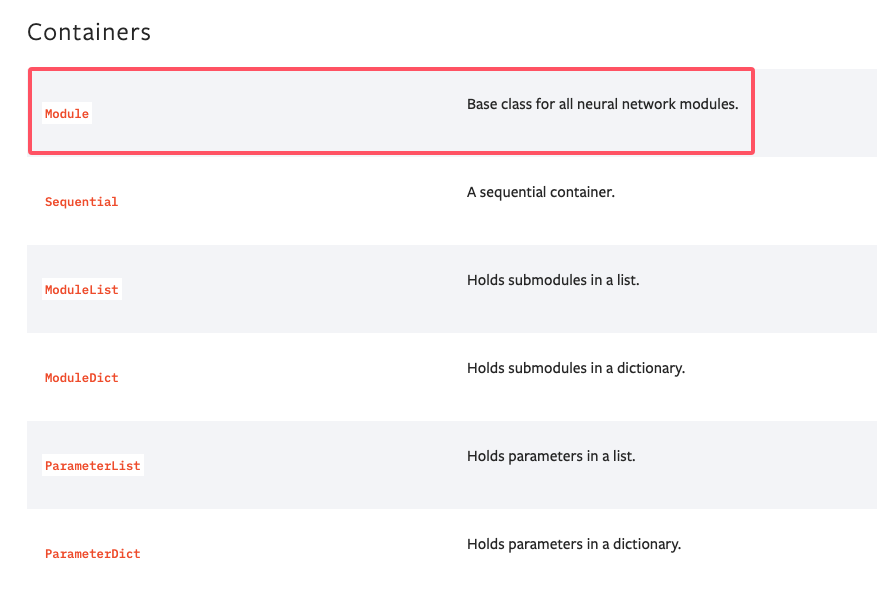 Containers
Module Base class for all neural network modules.
Sequential A sequential container.
ModuleList Holds submodules in a list.
ModuleDict Holds submodules in a dictionary.
ParameterList Holds parameters in a list.
ParameterDict Holds parameters in a dictionary.